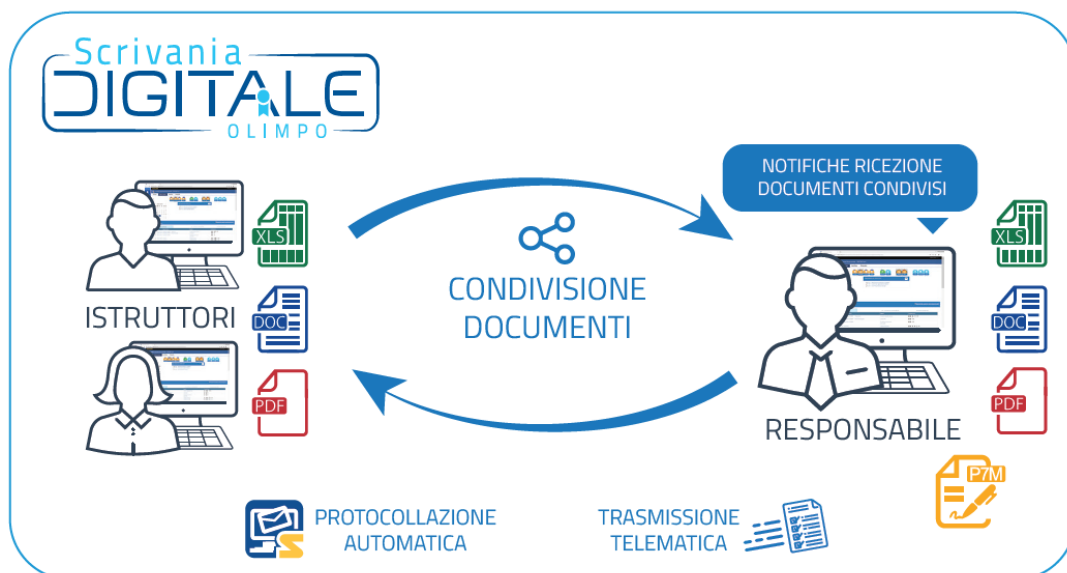 Scrivania
DIGITALE
OLIMPO
NOTIFICHE RICEZIONE
DOCUMENTI CONDIVISI
XLS
XLS
CONDIVISIONE
DOCUMENTI
ISTRUTTORI
DOC
DOC
PDF
PDF
RESPONSABILE
P7M
PROTOCOLLAZIONE
AUTOMATICA
TRASMISSIONE
TELEMATICA